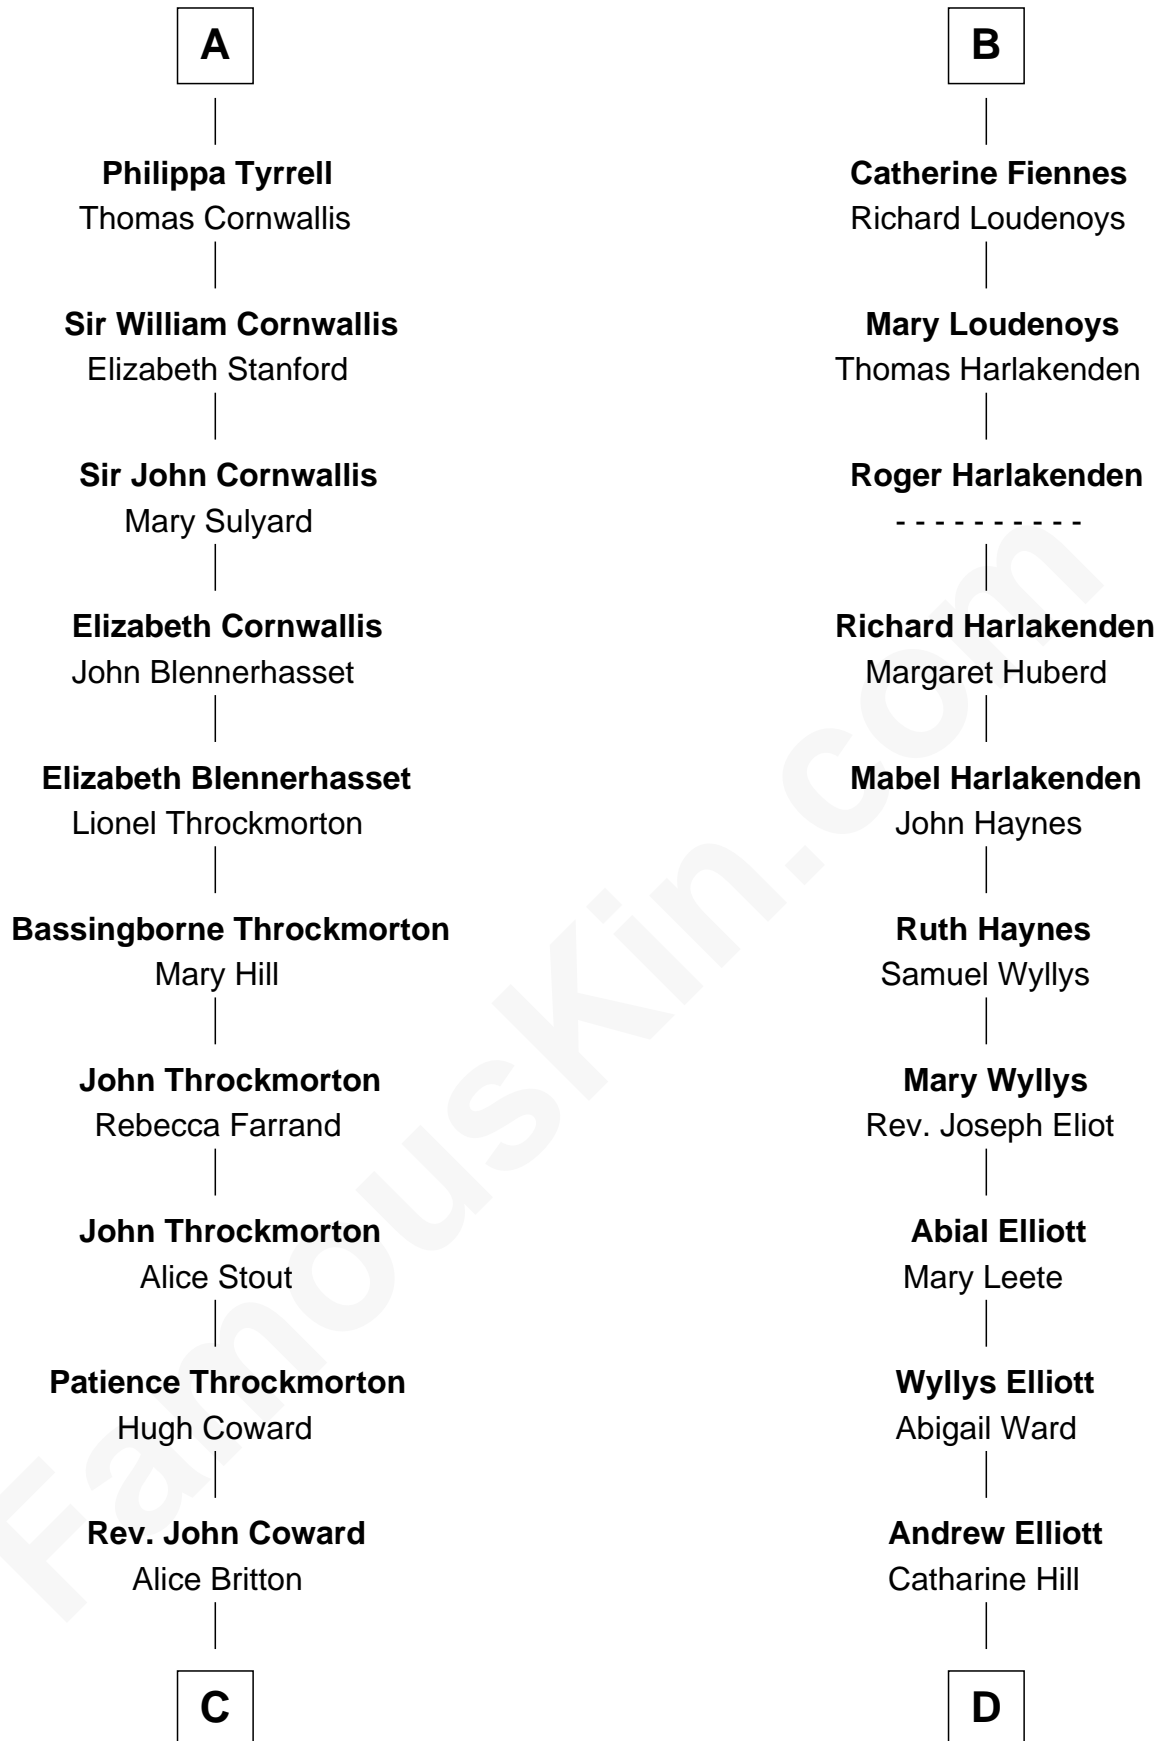 A
Philippa Tyrrell
Thomas Cornwallis
Sir William Cornwallis
Elizabeth Stanford
Sir John Cornwallis
Mary Sulyard
Elizabeth Cornwallis
John Blennerhasset
Elizabeth Blennerhasset
Lionel Throckmorton
Bassingborne Throckmorton
Mary Hill
John Throckmorton
Rebecca Farrand
John Throckmorton
Alice Stout
Patience Throckmorton
Hugh Coward
Rev. John Coward
Alice Britton
C
B
Catherine Fiennes
Richard Loudenoys
Mary Loudenoys
Thomas Harlakenden
Roger Harlakenden
- - - - - - - - - -
Richard Harlakenden
Margaret Huberd
Mabel Harlakenden
John Haynes
Ruth Haynes
Samuel Wyllys
Mary Wyllys
Rev. Joseph Eliot
Abial Elliott
Mary Leete
Wyllys Elliott
Abigail Ward
Andrew Elliott
Catharine Hill
D
FamousKin.com